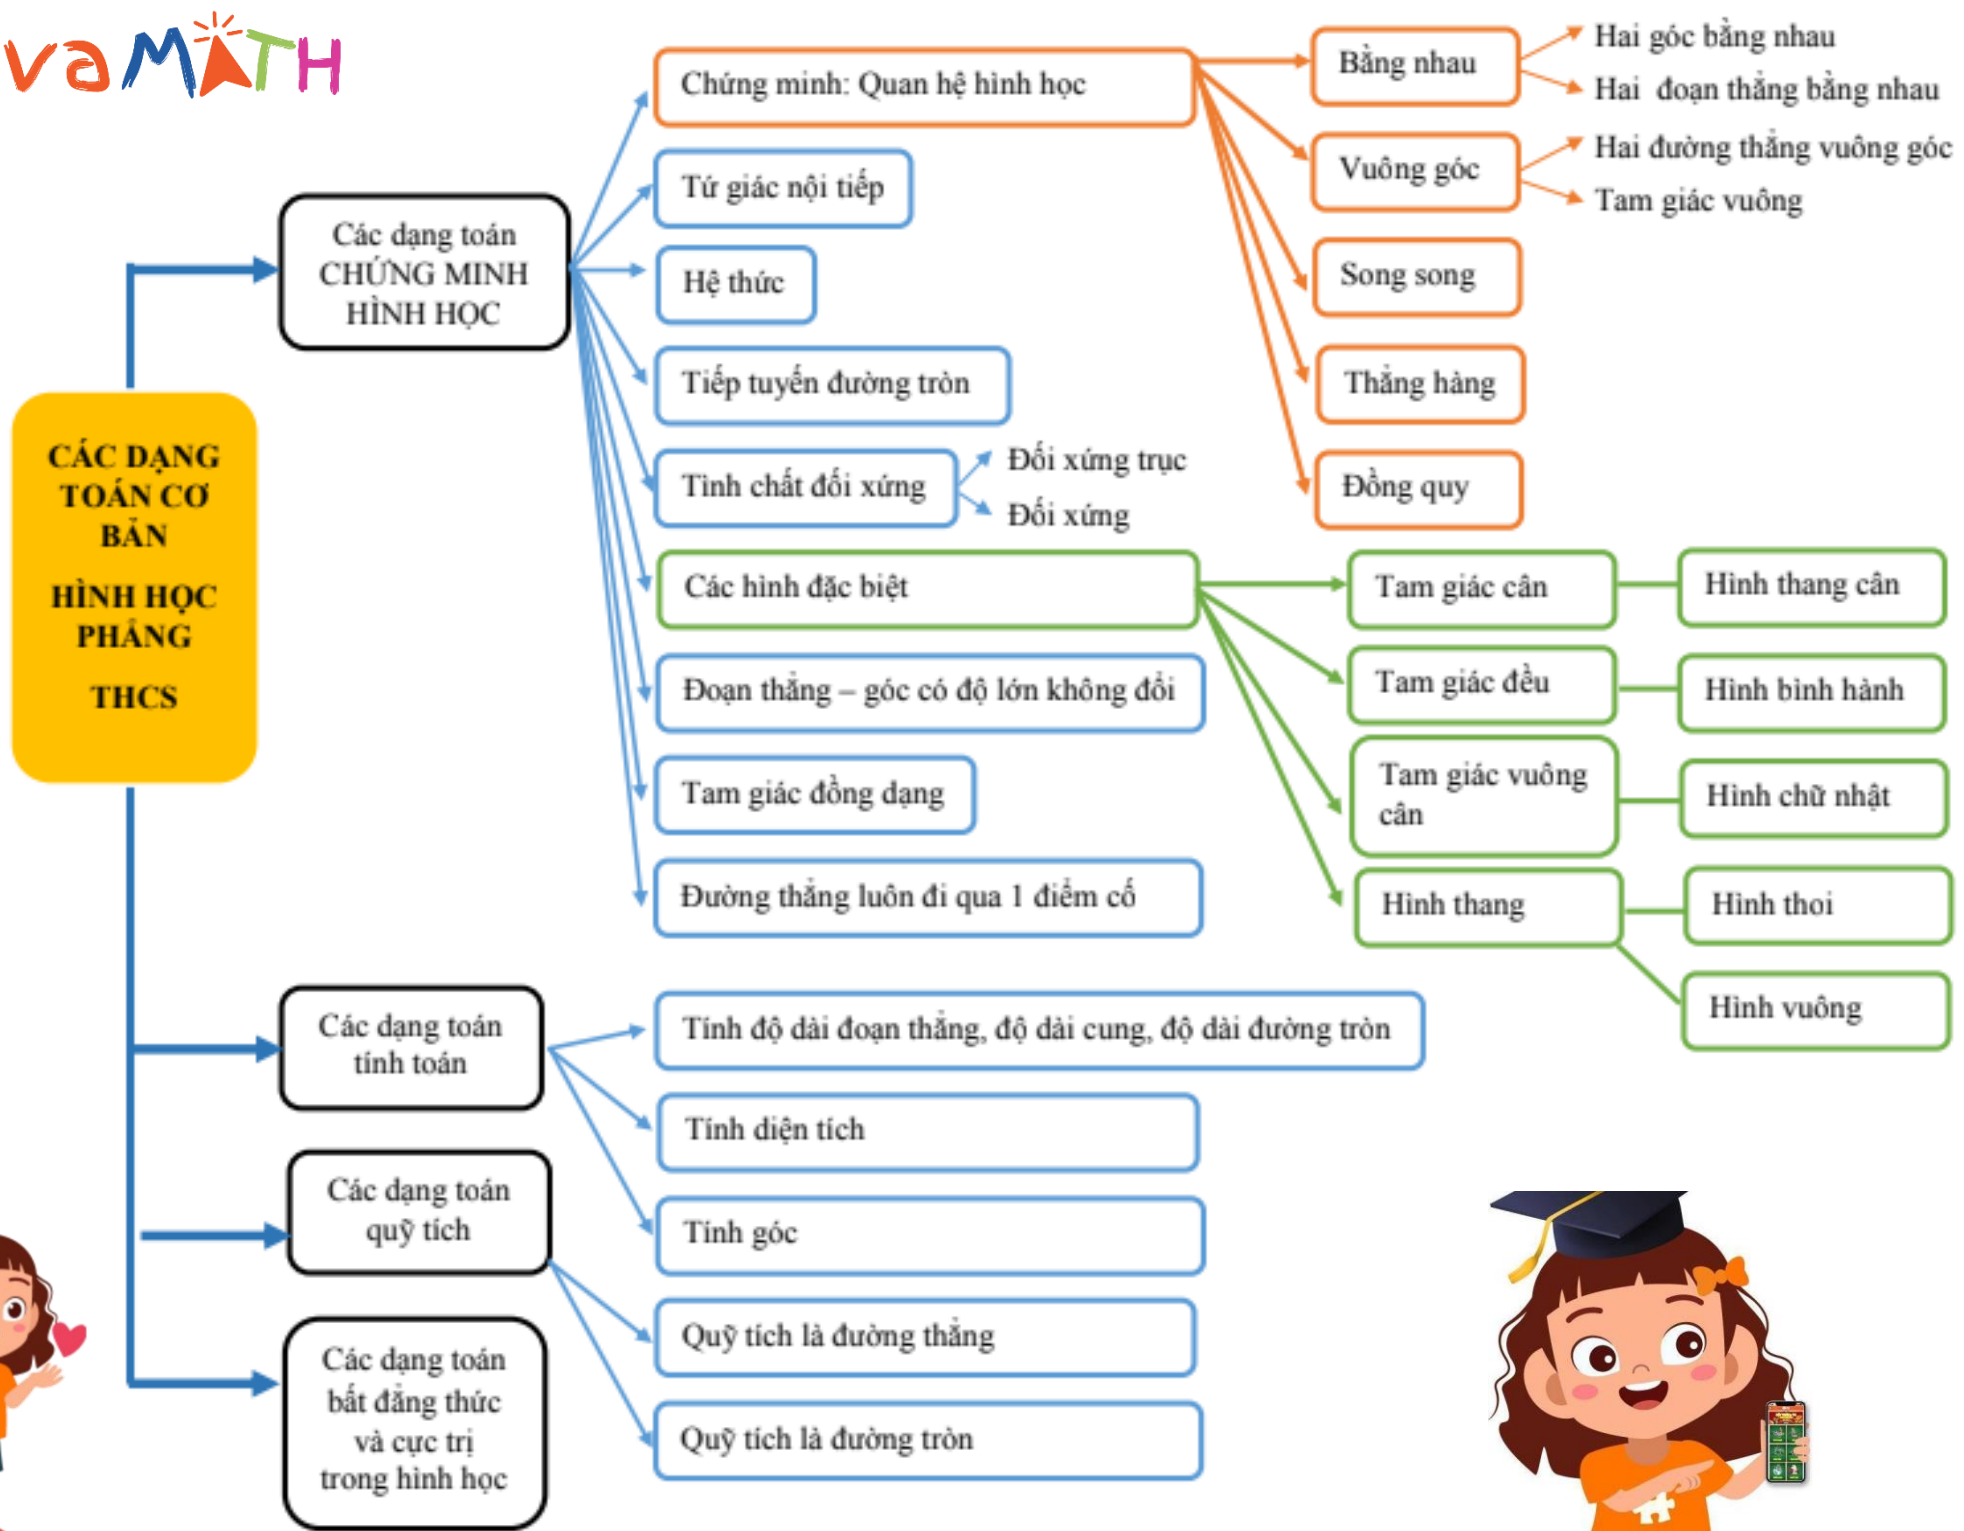 vaMATH
CÁC DẠNG
TOÁN CƠ
BẢN
HÌNH HỌC
PHẲNG
THCS
Các dạng toán
CHỨNG MINH
HÌNH HỌC
Chứng minh: Quan hệ hình học
Bằng nhau
Hai góc bằng nhau
Hai đoạn thẳng bằng nhau
Vuông góc
Hai đường thẳng vuông góc
Tam giác vuông
Song song
Thẳng hàng
Đồng quy
Tứ giác nội tiếp
Hệ thức
Tiếp tuyến đường tròn
Tình chất đối xứng
Đối xứng trục
Đối xứng
Các hình đặc biệt
Tam giác cân
Hình thang cân
Tam giác đều
Hình bình hành
Tam giác vuông
cân
Hình chữ nhật
Hình thang
Hình thoi
Hình vuông
Đoạn thẳng – góc có độ lớn không đổi
Tam giác đồng dạng
Đường thẳng luôn đi qua 1 điểm cố
Các dạng toán
tính toán
Tính độ dài đoạn thẳng, độ dài cung, độ dài đường tròn
Tính diện tích
Tính góc
Các dạng toán
quỹ tích
Quỹ tích là đường thẳng
Quỹ tích là đường tròn
Các dạng toán
bất đẳng thức
và cực trị
trong hình học